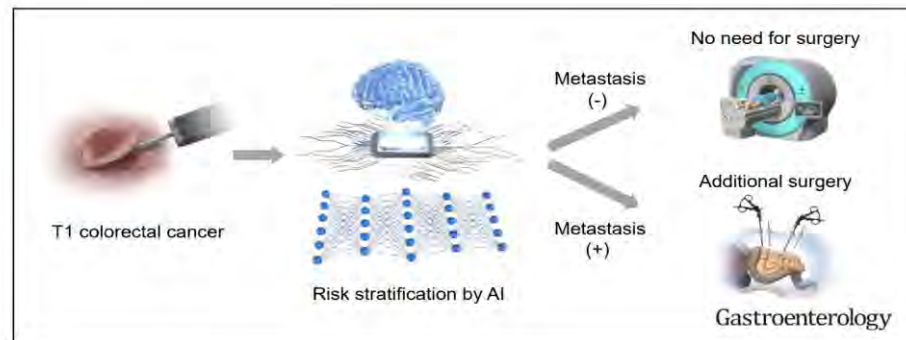 No need for surgery
Metastasis
(-)
T1 colorectal cancer
Risk stratification by AI
Additional surgery
Metastasis
(+)
Gastroenterology